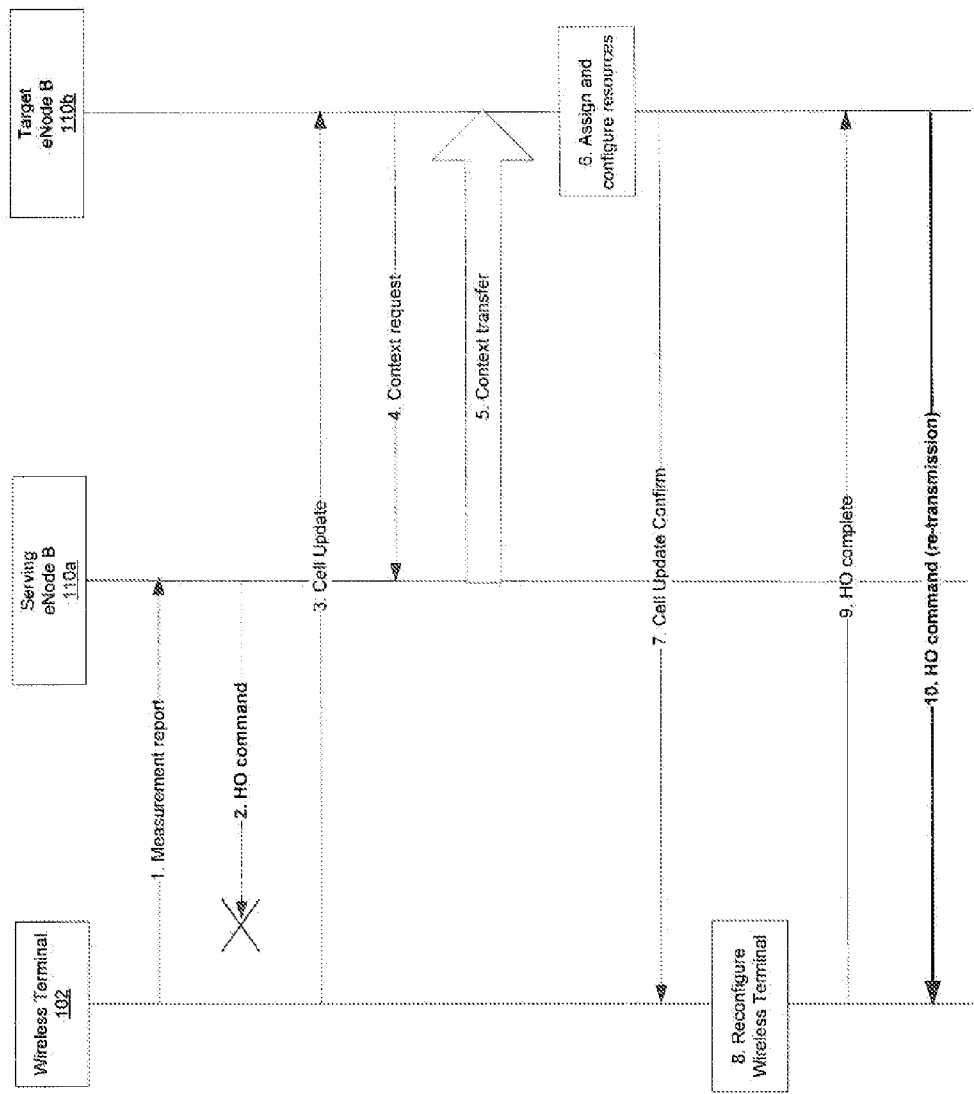 Wireless Terminal
102
Serving
eNode B
110a
Target
eNode B
110b
1. Measurement report
2. HO command
3. Cell Update
4. Context request
5. Context transfer
6. Assign and
configure resources
7. Cell Update Confirm
8. Reconfigure
Wireless Terminal
9. HO complete
10. HO command (re-transmission)